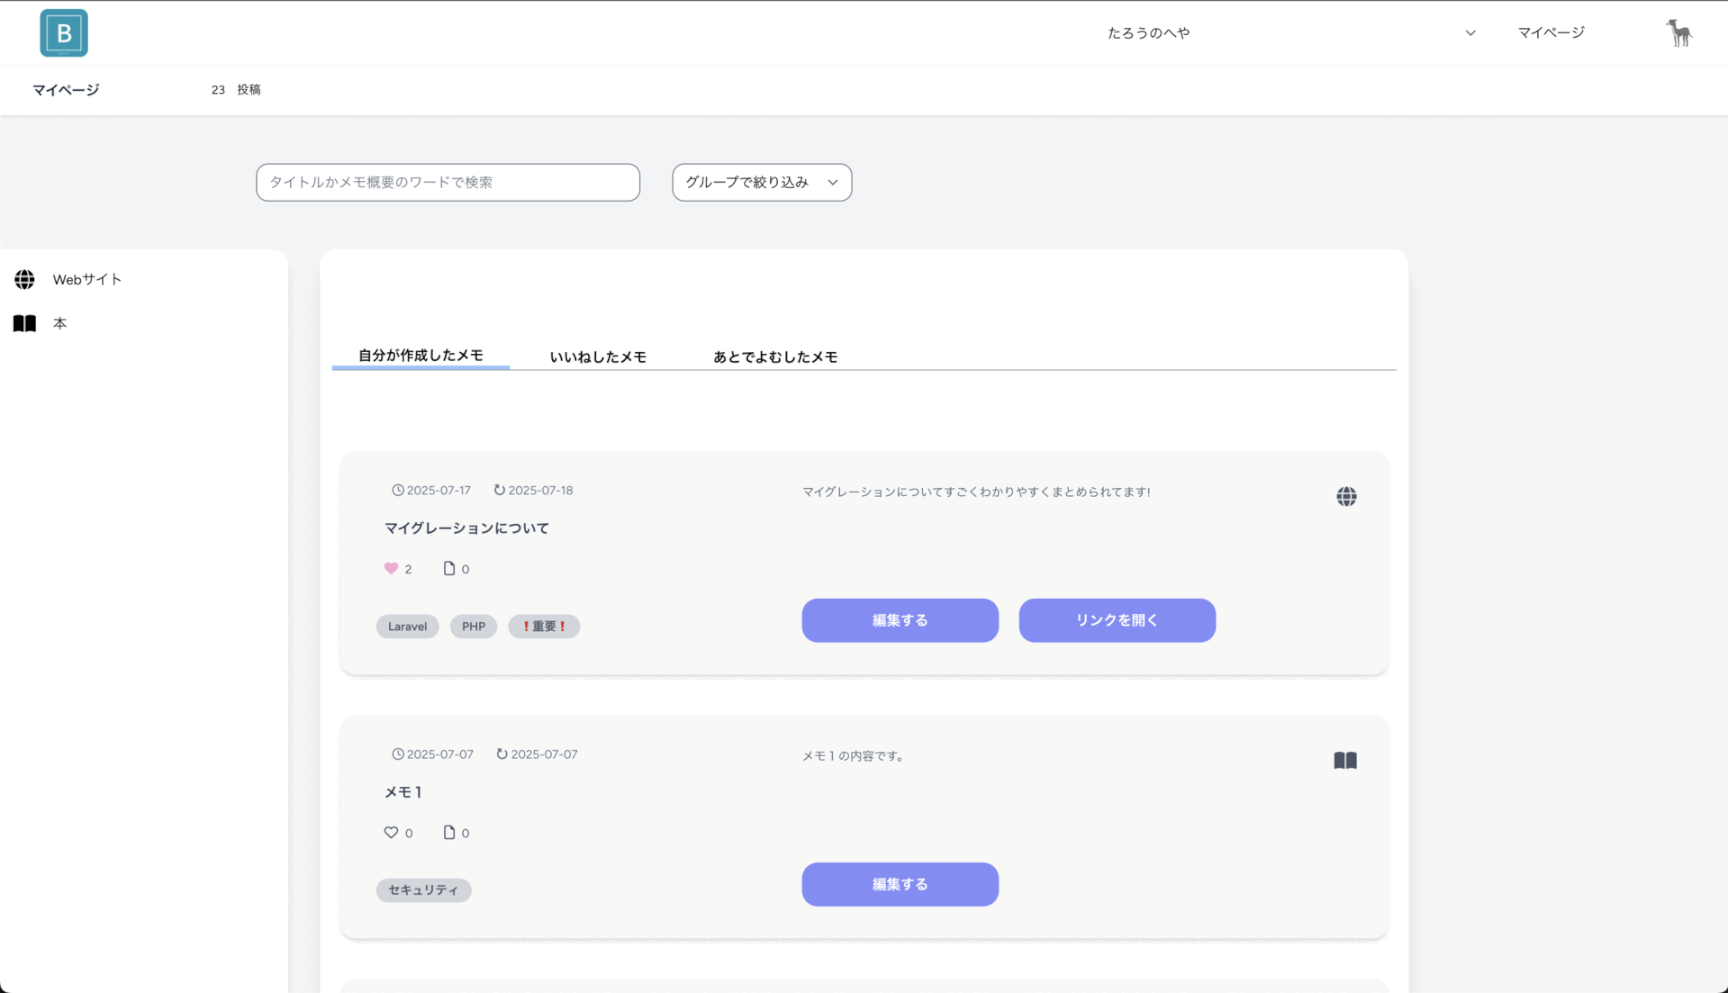 B
たろうのへや
マイページ
マイページ
23 投稿
タイトルかメモ概要のワードで検索
グループで絞り込み
Webサイト
本
自分が作成したメモ
いいねしたメモ
あとでよむしたメモ
2025-07-17 2025-07-18
マイグレーションについてすごくわかりやすくまとめられてます!
マイグレーションについて
2 0
Laravel PHP ❗重要❗
編集する
リンクを開く
2025-07-07 2025-07-07
メモ１の内容です。
メモ１
0 0
セキュリティ
編集する